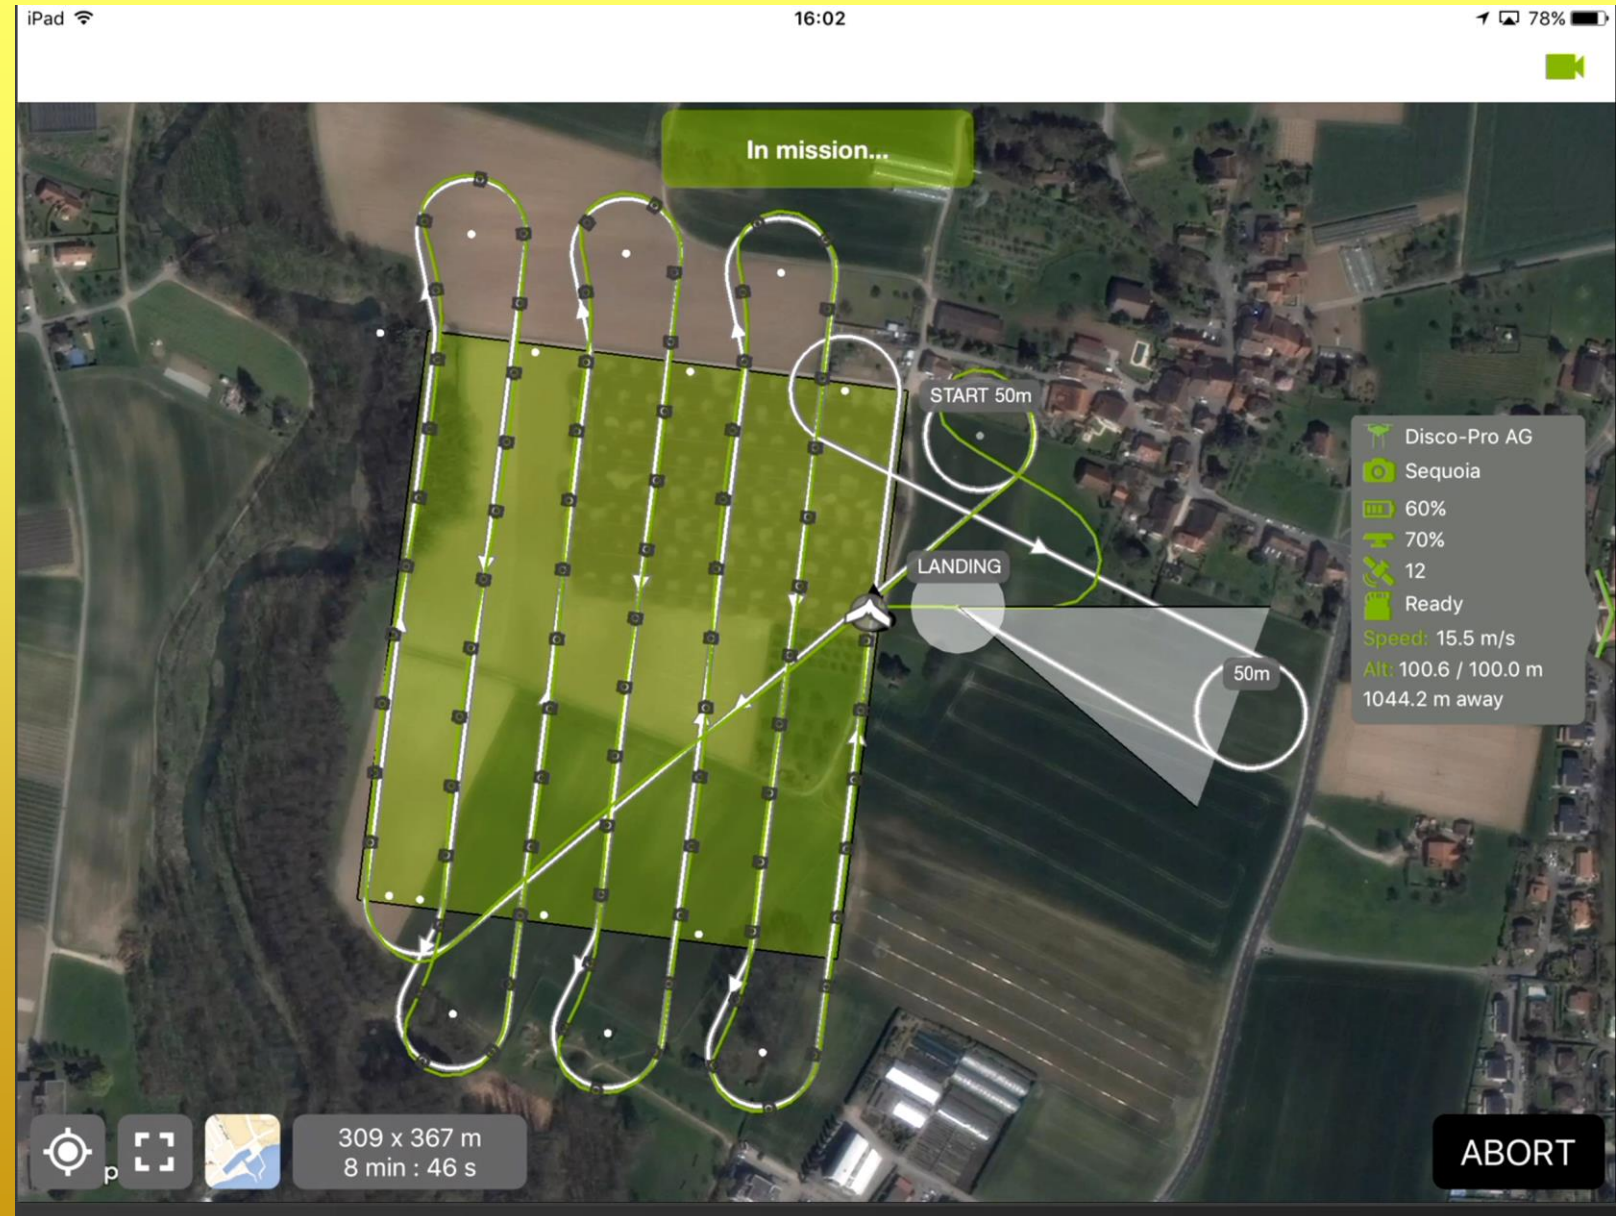 iPad
16:02
78%
In mission...
START 50m
LANDING
50m
Disco-Pro AG
Sequoia
60%
70%
12
Ready
Speed: 15.5 m/s
Alt: 100.6 / 100.0 m
1044.2 m away
309 x 367 m
8 min : 46 s
p
ABORT